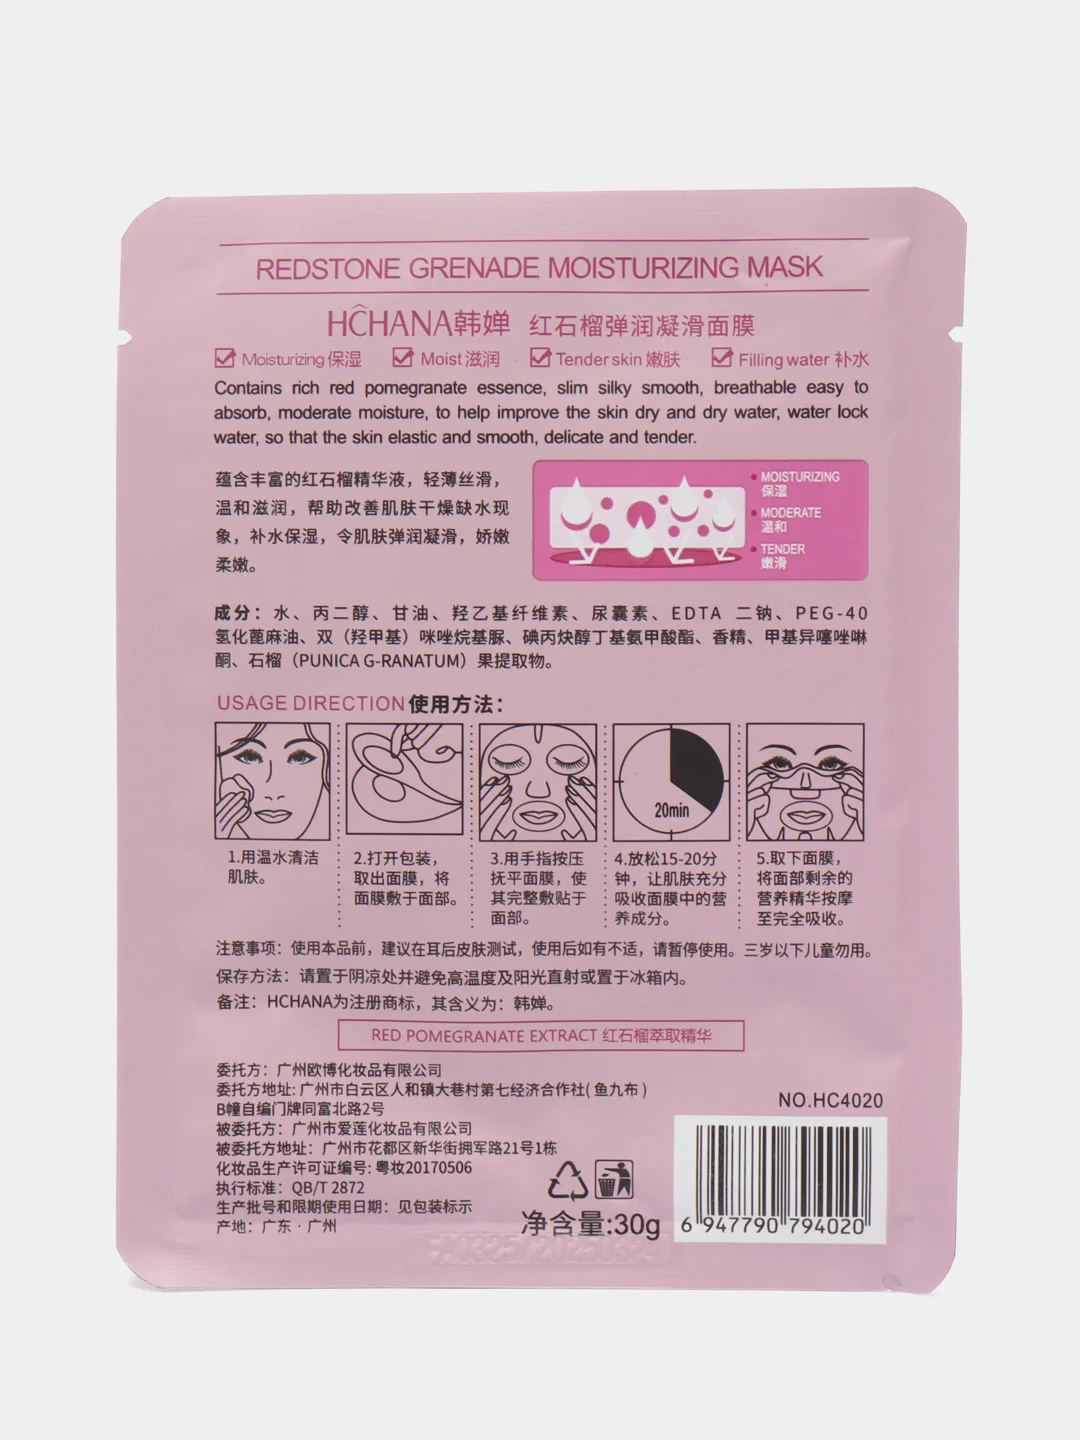 REDSTONE GRENADE MOISTURIZING MASK
HCHANA韩婵 红石榴弹润凝滑面膜
Moisturizing 保湿 Moist 滋润 Tender skin 嫩肤 Filling water 补水
Contains rich red pomegranate essence, slim silky smooth, breathable easy to
absorb, moderate moisture, to help improve the skin dry and dry water, water lock
water, so that the skin elastic and smooth, delicate and tender.
蕴含丰富的红石榴精华液，轻薄丝滑，
温和滋润，帮助改善肌肤干燥缺水现
象，补水保湿，令肌肤弹润凝滑，娇嫩
柔嫩。
MOISTURIZING
保湿
MODERATE
温和
TENDER
嫩滑
成分：水、丙二醇、甘油、羟乙基纤维素、尿囊素、EDTA 二钠、PEG-40
氢化蓖麻油、双（羟甲基）咪唑烷基脲、碘丙炔醇丁基氨甲酸酯、香精、甲基异噻唑啉
酮、石榴（PUNICA G-RANATUM）果提取物。
USAGE DIRECTION 使用方法：
20min
1.用温水清洁
肌肤。
2.打开包装，
取出面膜，将
面膜敷于面部。
3.用手指按压
抚平面膜，使
其完整敷贴于
面部。
4.放松15-20分
钟，让肌肤充分
吸收面膜中的营
养成分。
5.取下面膜，
将面部剩余的
营养精华按摩
至完全吸收。
注意事项：使用本品前，建议在耳后皮肤测试，使用后如有不适，请暂停使用。三岁以下儿童勿用。
保存方法：请置于阴凉处并避免高温度及阳光直射或置于冰箱内。
备注：HCHANA为注册商标，其含义为：韩婵。
RED POMEGRANATE EXTRACT 红石榴萃取精华
委托方：广州欧博化妆品有限公司
委托方地址：广州市白云区人和镇大巷村第七经济合作社( 鱼九布 )
B幢自编门牌同富北路2号
被委托方：广州市爱莲化妆品有限公司
被委托方地址：广州市花都区新华街拥军路21号1栋
化妆品生产许可证编号: 粤妆20170506
执行标准：QB/T 2872
生产批号和限期使用日期：见包装标示
产地：广东 · 广州
净含量:30g
NO.HC4020
6 947790 794020